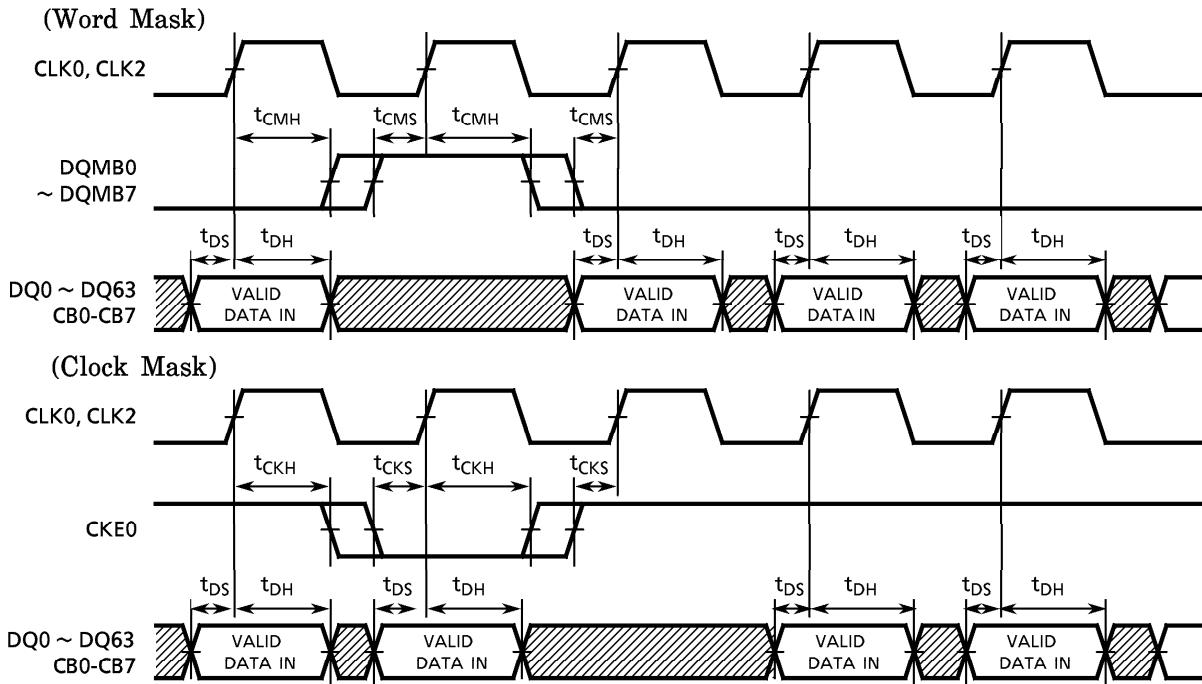 (Word Mask)
CLK0, CLK2
tCMH tCMS tCMH tCMS
DQMB0
~ DQMB7
tDS tDH tDS tDH tDS tDH tDS tDH
DQ0 ~ DQ63
CB0-CB7
VALID
DATA IN
VALID
DATA IN
VALID
DATA IN
VALID
DATA IN
(Clock Mask)
CLK0, CLK2
tCKH tCKS tCKH tCKS
CKE0
tDS tDH tDS tDH tDS tDH tDS tDH
DQ0 ~ DQ63
CB0-CB7
VALID
DATA IN
VALID
DATA IN
VALID
DATA IN
VALID
DATA IN